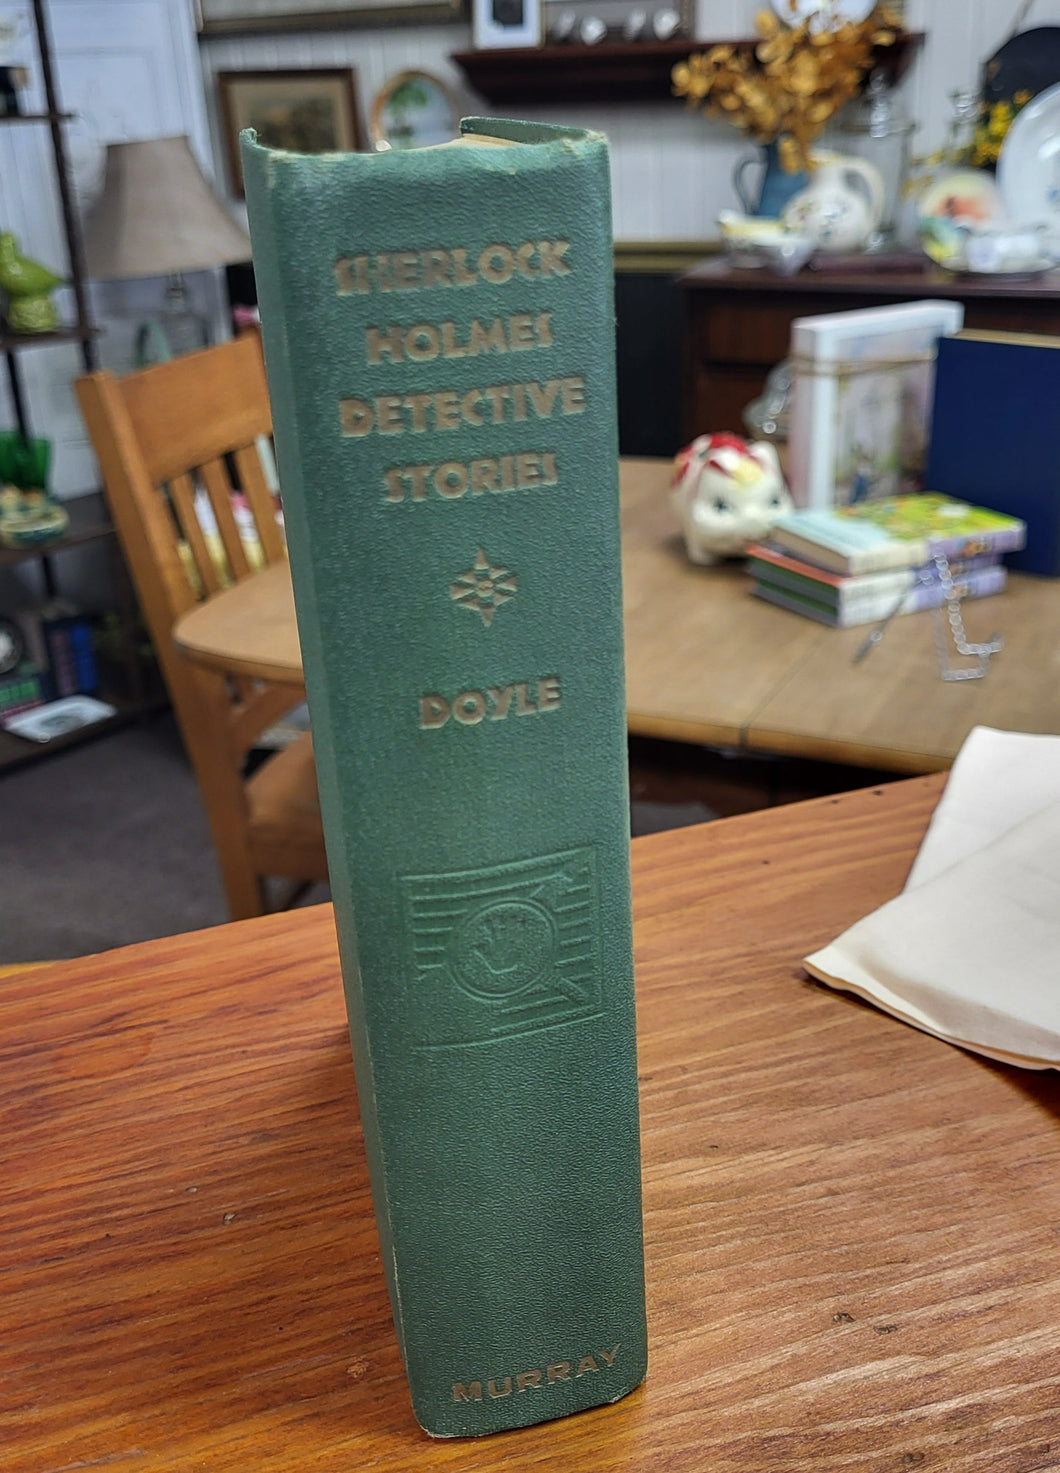 SHERLOCK
HOLMES
DETECTIVE
STORIES
DOYLE
MURRAY